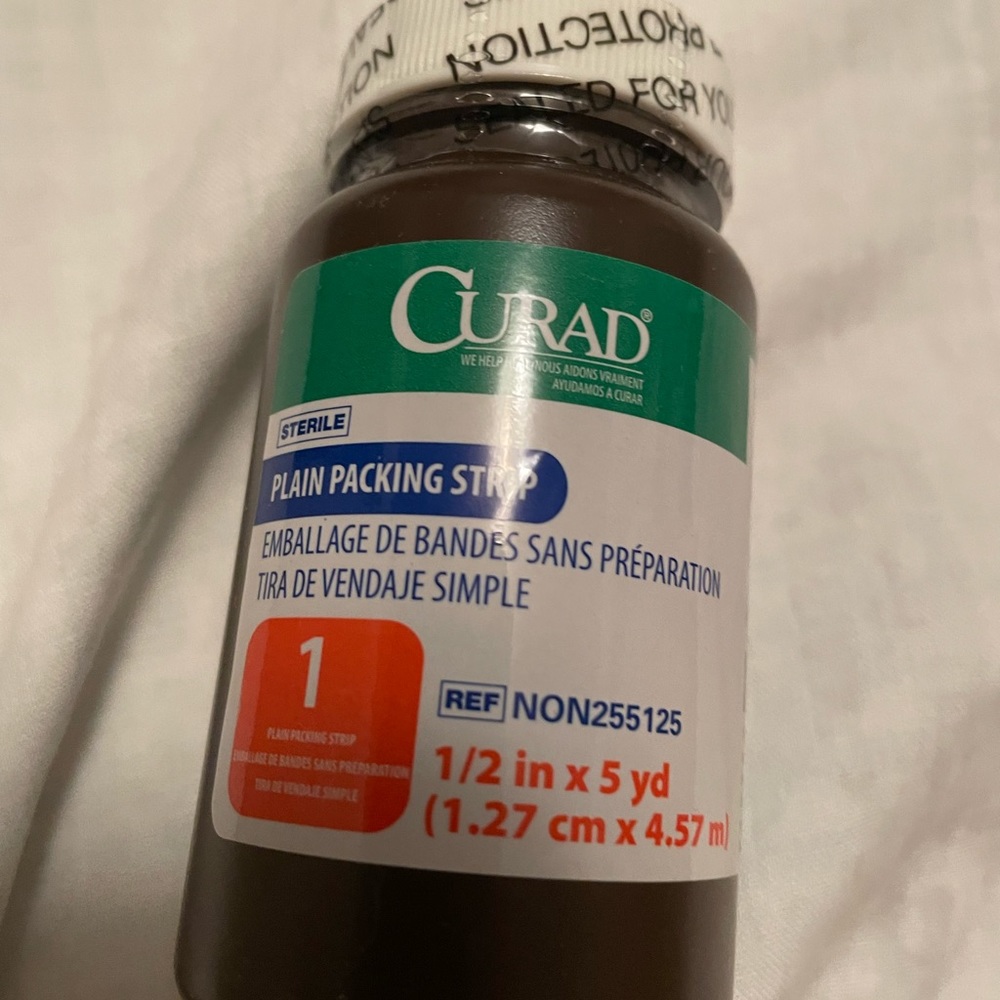 PROTECTION
SEALED FOR YOU
CURAD®
WE HELP NOUS AIDONS VRAIMENT
AYUDAMOS A CURAR
STERILE
PLAIN PACKING STRIP
EMBALLAGE DE BANDES SANS PRÉPARATION
TIRA DE VENDAJE SIMPLE
1
PLAIN PACKING STRIP
EMBALLAGE DE BANDES SANS PRÉPARATION
TIRA DE VENDAJE SIMPLE
REF NON255125
1/2 in x 5 yd
(1.27 cm x 4.57 m)